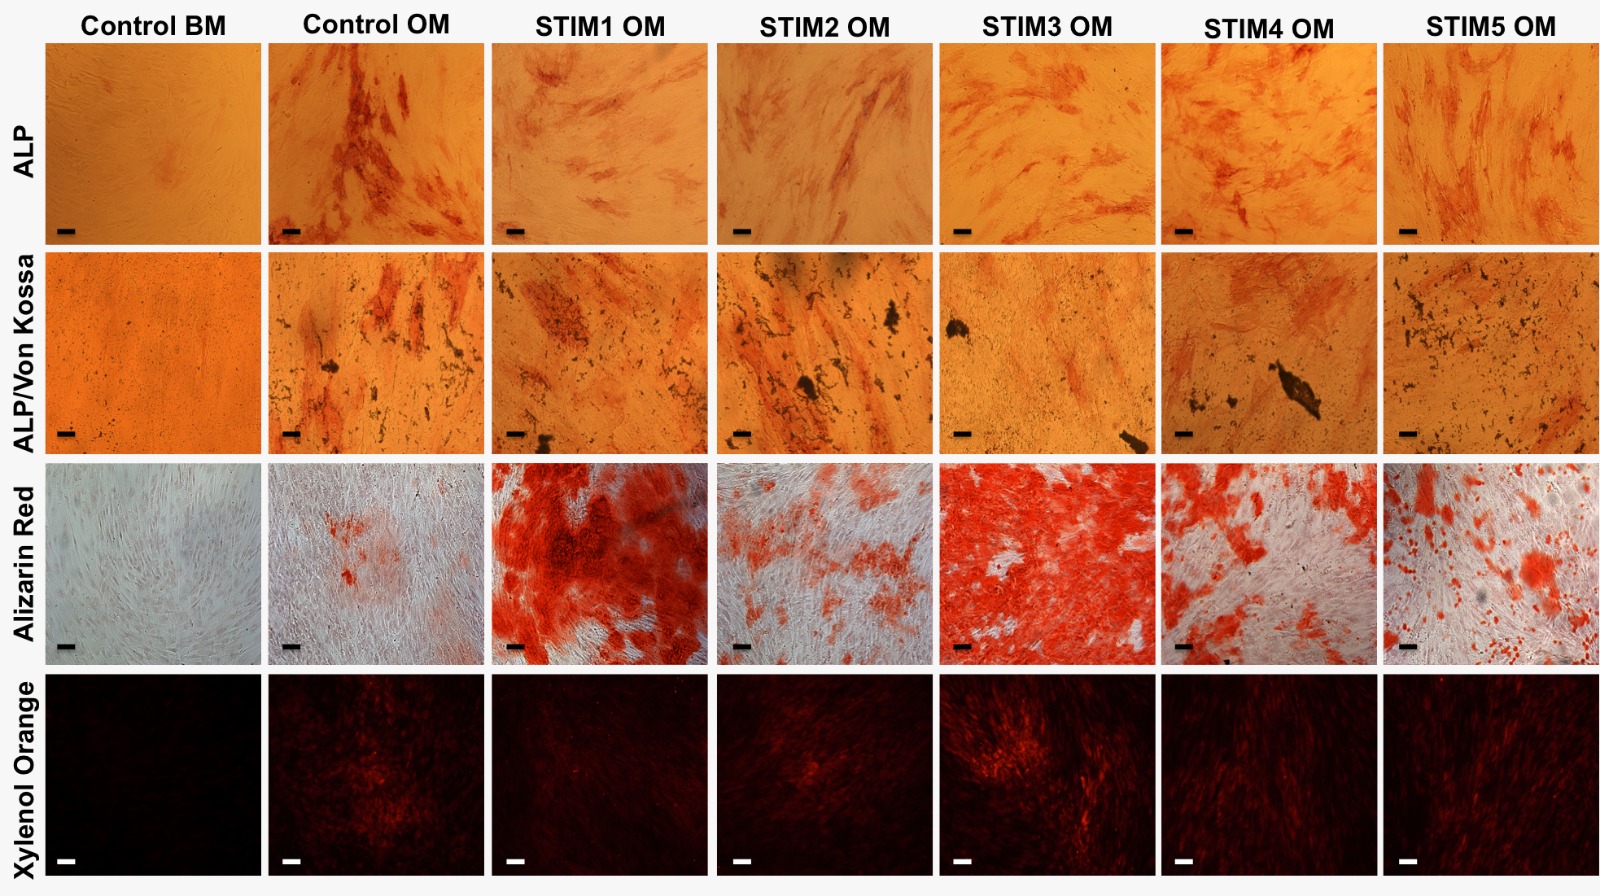 Control BM
Control OM
STIM1 OM
STIM2 OM
STIM3 OM
STIM4 OM
STIM5 OM
ALP
ALP/Von Kossa
Alizarin Red
Xylenol Orange